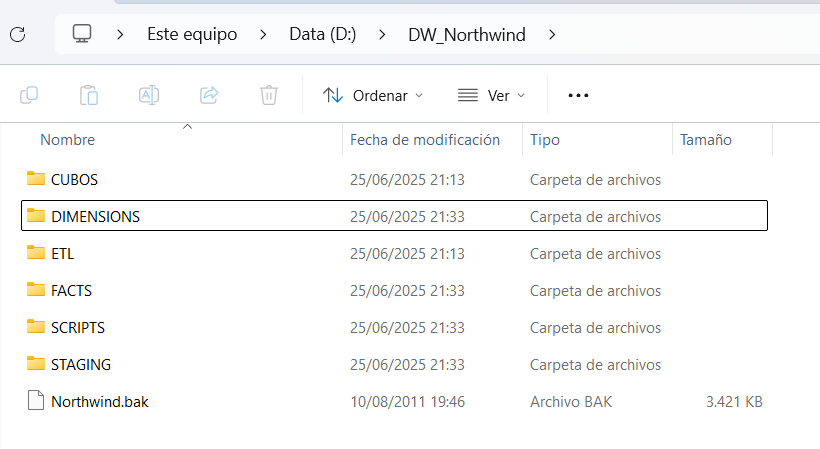 Este equipo > Data (D:) > DW_Northwind >
Ordenar Ver
Nombre Fecha de modificación Tipo Tamaño
CUBOS 25/06/2025 21:13 Carpeta de archivos
DIMENSIONS 25/06/2025 21:33 Carpeta de archivos
ETL 25/06/2025 21:13 Carpeta de archivos
FACTS 25/06/2025 21:33 Carpeta de archivos
SCRIPTS 25/06/2025 21:33 Carpeta de archivos
STAGING 25/06/2025 21:33 Carpeta de archivos
Northwind.bak 10/08/2011 19:46 Archivo BAK 3.421 KB